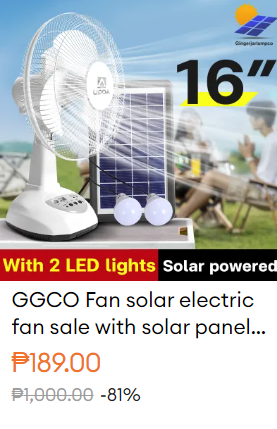 Gingerjarlampco
16”
With 2 LED lights
Solar powered
GGCO Fan solar electric
fan sale with solar panel...
₱189.00
₱1,000.00 -81%